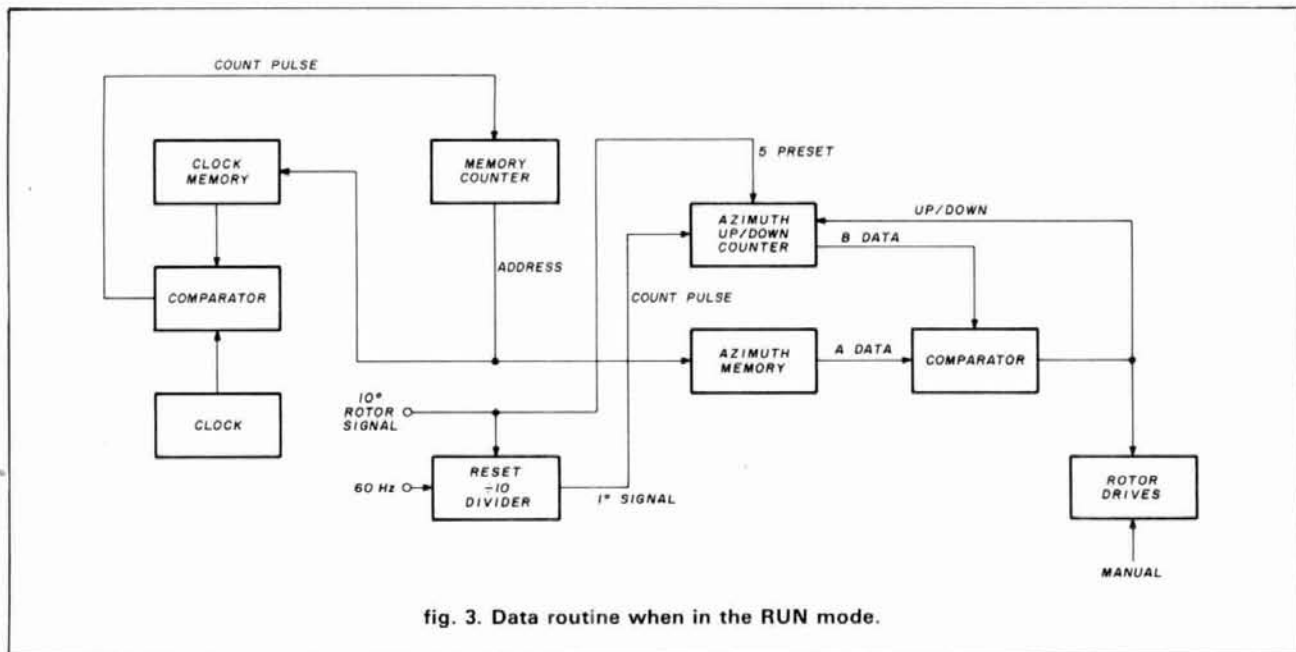 COUNT PULSE
CLOCK
MEMORY
MEMORY
COUNTER
5 PRESET
AZIMUTH
UP/DOWN
COUNTER
UP/DOWN
B DATA
COMPARATOR
ADDRESS
COUNT PULSE
AZIMUTH
MEMORY
A DATA
COMPARATOR
CLOCK
10°
ROTOR
SIGNAL
60 Hz
RESET
÷10
DIVIDER
1° SIGNAL
ROTOR
DRIVES
MANUAL
fig. 3. Data routine when in the RUN mode.